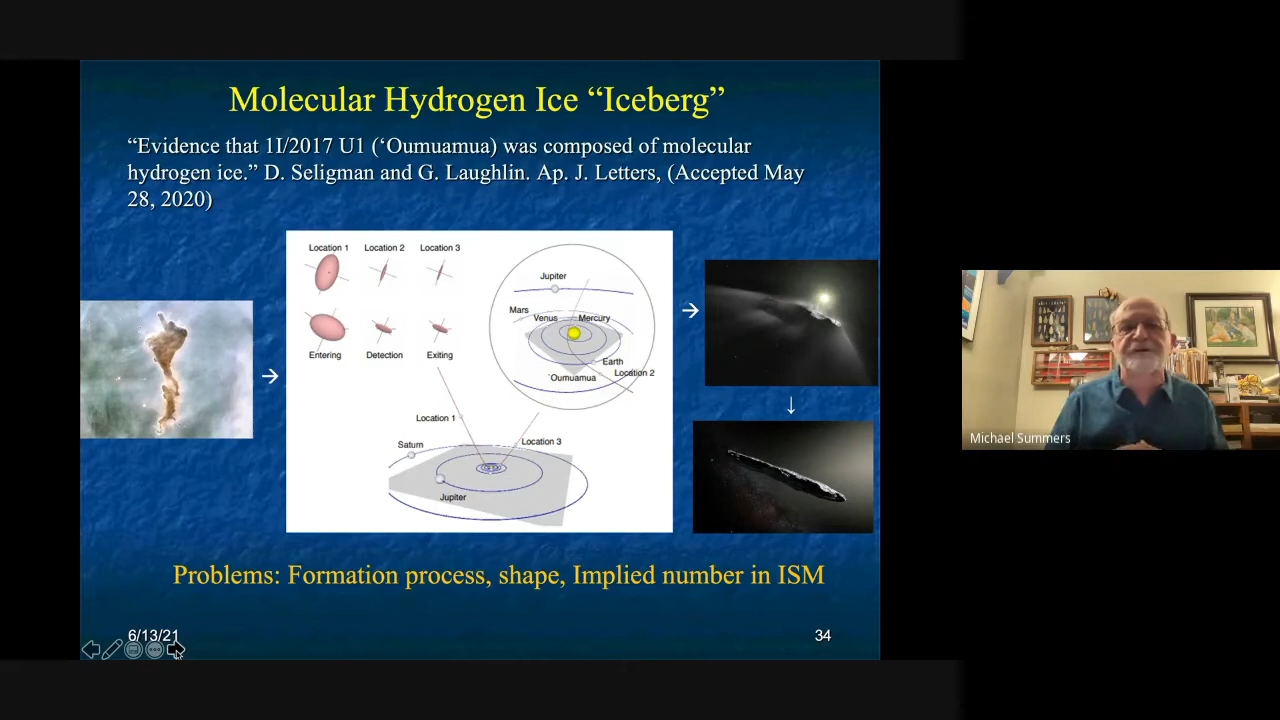 Molecular Hydrogen Ice “Iceberg”
“Evidence that 1I/2017 U1 (‘Oumuamua) was composed of molecular
hydrogen ice.” D. Seligman and G. Laughlin. Ap. J. Letters, (Accepted May
28, 2020)
Location 1 Location 2 Location 3
Entering Detection Exiting
Jupiter
Mars
Venus
Mercury
Earth
Location 2
`Oumuamua
Location 1
Location 3
Saturn
Jupiter
→
→
↓
Problems: Formation process, shape, Implied number in ISM
6/13/21
34
Michael Summers